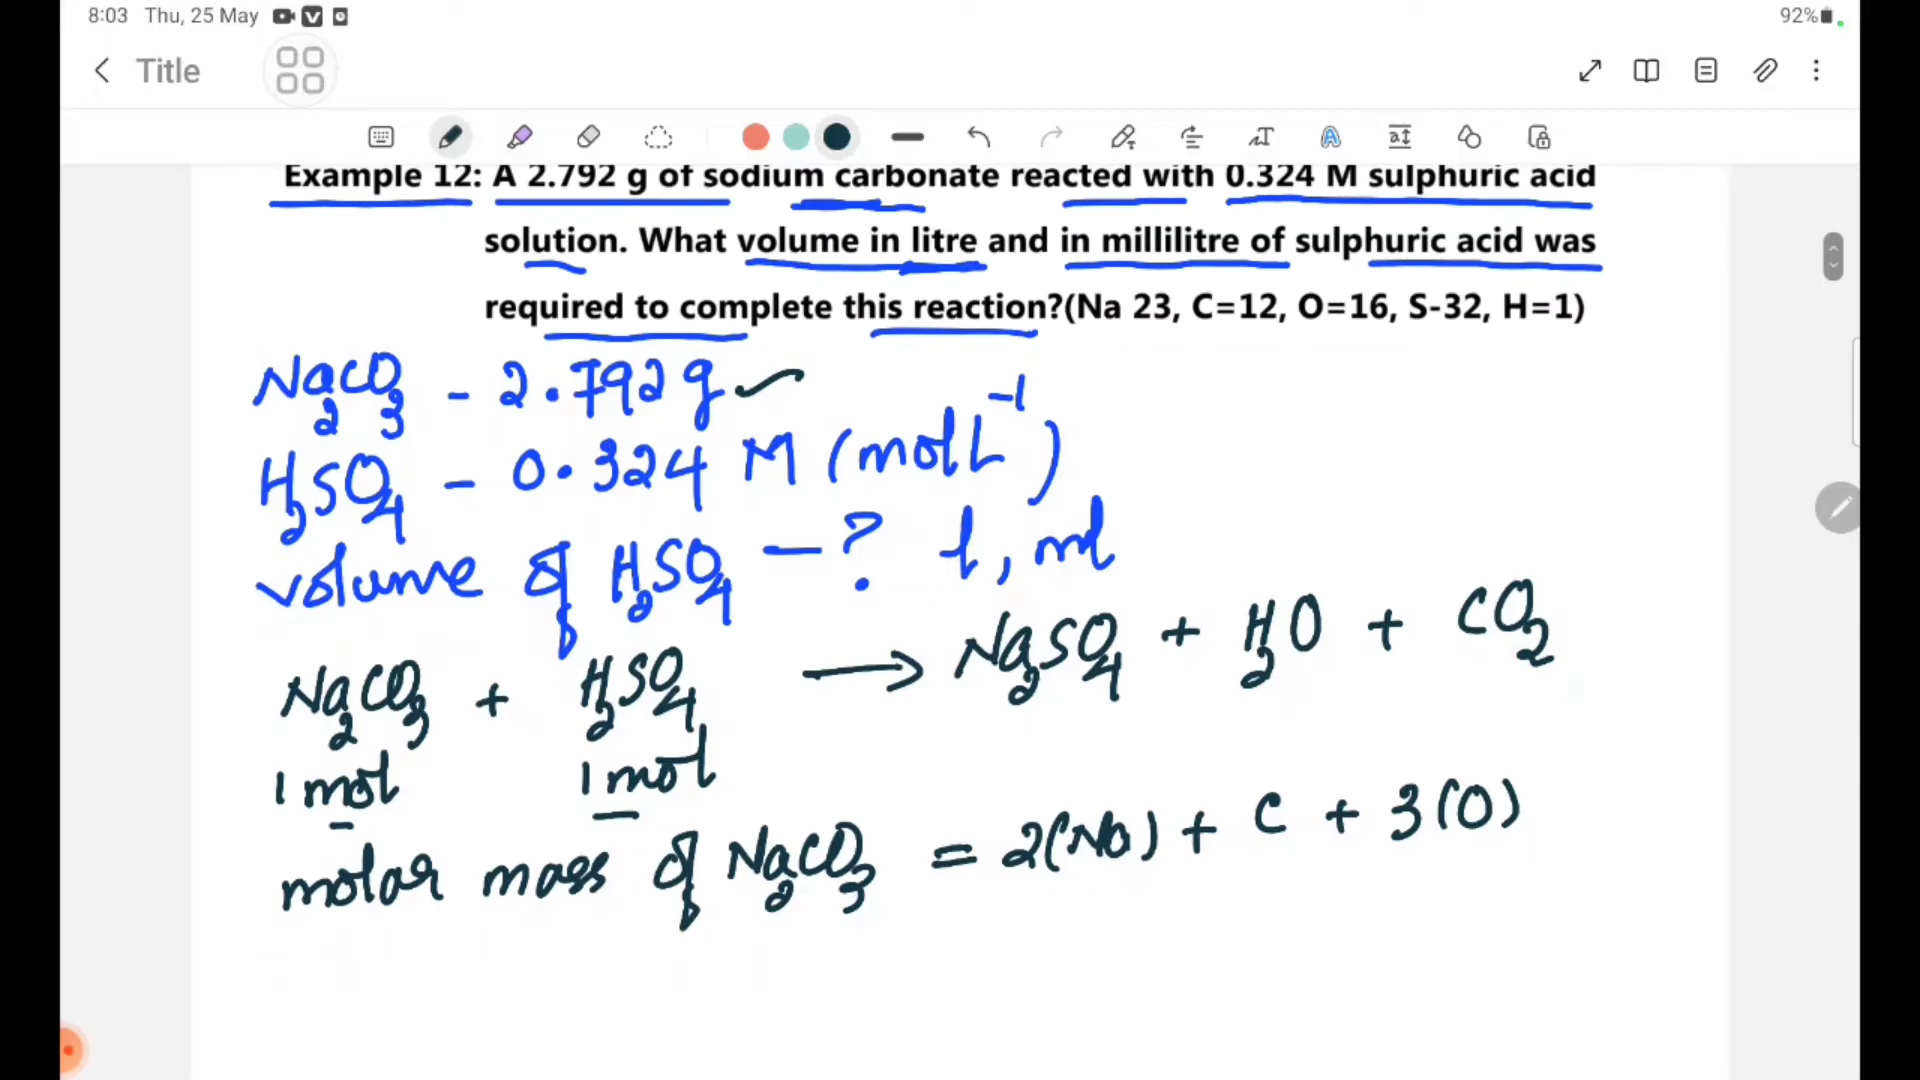 8:03 Thu, 25 May
92%
Title
Example 12: A 2.792 g of sodium carbonate reacted with 0.324 M sulphuric acid
solution. What volume in litre and in millilitre of sulphuric acid was
required to complete this reaction?(Na 23, C=12, O=16, S-32, H=1)
Na₂CO₃ - 2.792 g ✓
H₂SO₄ - 0.324 M (mol L⁻¹)
volume of H₂SO₄ - ? l, ml
Na₂CO₃ + H₂SO₄ → Na₂SO₄ + H₂O + CO₂
1 mol 1 mol
molar mass of Na₂CO₃ = 2(Na) + C + 3(O)